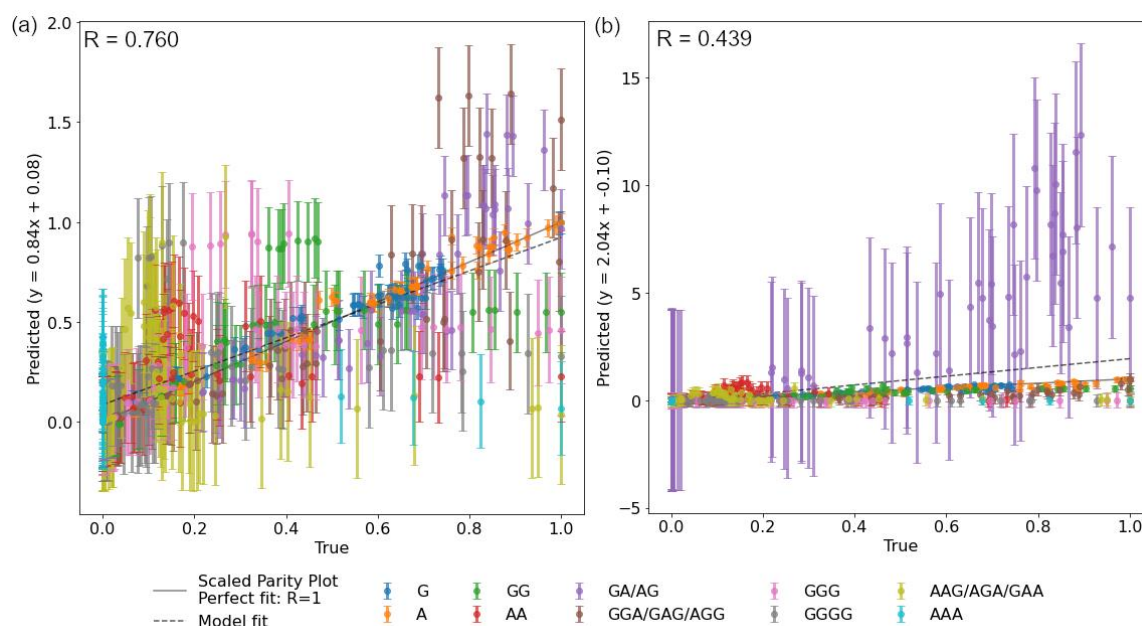 (a)
R = 0.760
2.0
1.5
1.0
0.5
0.0
Predicted (y = 0.84x + 0.08)
0.0 0.2 0.4 0.6 0.8 1.0
True
(b)
R = 0.439
15
10
5
0
−5
Predicted (y = 2.04x + -0.10)
0.0 0.2 0.4 0.6 0.8 1.0
True
Scaled Parity Plot
Perfect fit: R=1
Model fit
G GG GA/AG GGG AAG/AGA/GAA
A AA GGA/GAG/AGG GGGG AAA